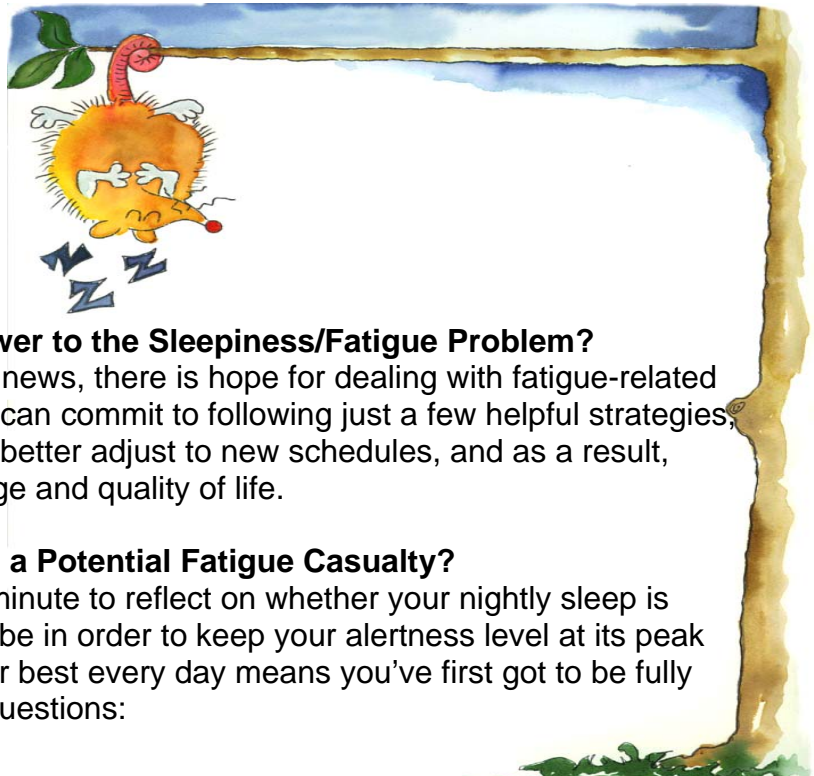 Z
Z
Z
wer to the Sleepiness/Fatigue Problem?
news, there is hope for dealing with fatigue-related
can commit to following just a few helpful strategies,
better adjust to new schedules, and as a result,
ge and quality of life.
a Potential Fatigue Casualty?
minute to reflect on whether your nightly sleep is
be in order to keep your alertness level at its peak
r best every day means you’ve first got to be fully
uestions: